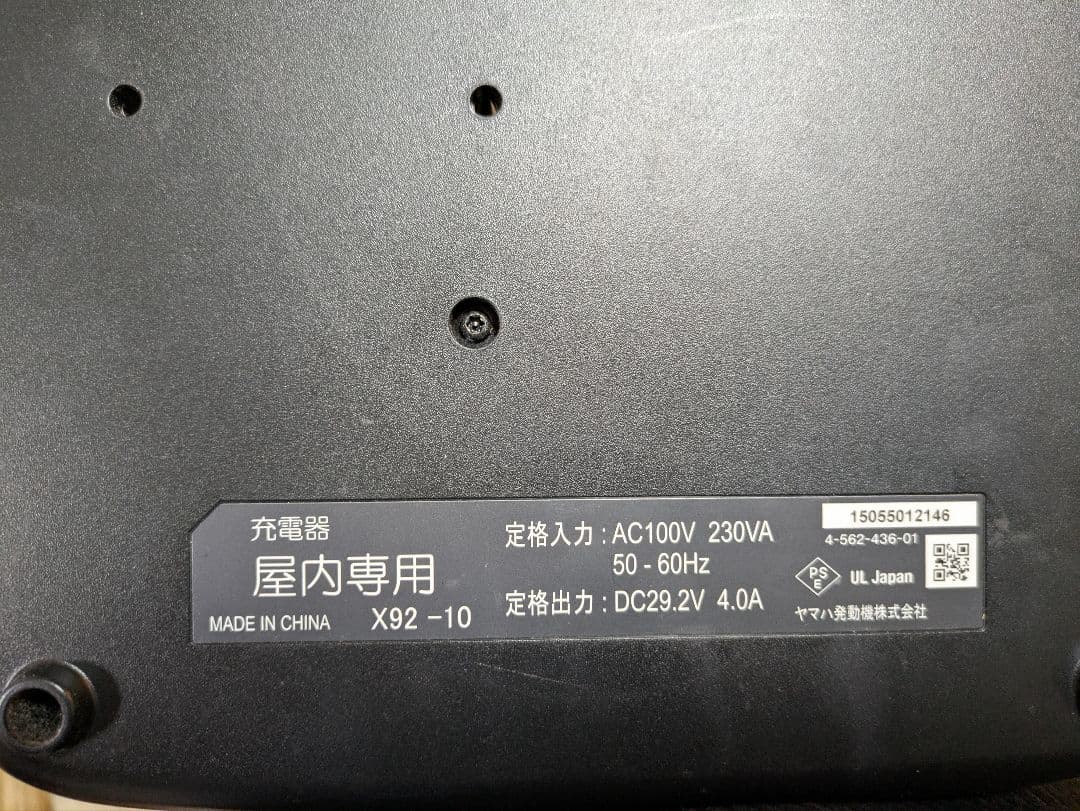 充電器
屋内専用
MADE IN CHINA X92 -10
定格入力 : AC100V 230VA
50 - 60Hz
定格出力 : DC29.2V 4.0A
15055012146
4-562-436-01
PS
E
UL Japan
ヤマハ発動機株式会社